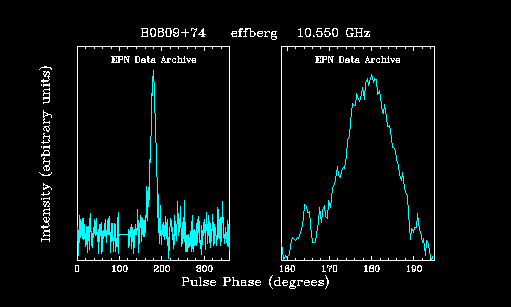 B0809+74 effberg 10.550 GHz
EPN Data Archive EPN Data Archive
Intensity (arbitrary units)
0 100 200 300 160 170 180 190
Pulse Phase (degrees)